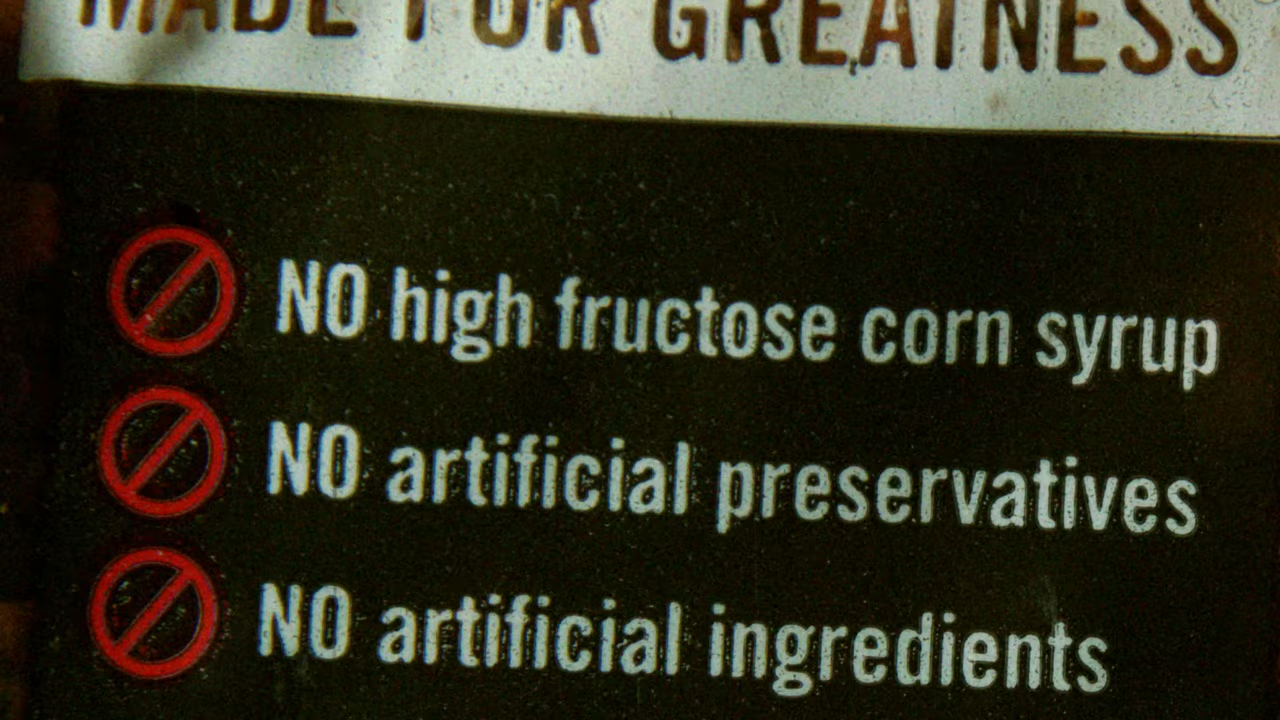 MADE FOR GREATNESS
NO high fructose corn syrup
NO artificial preservatives
NO artificial ingredients